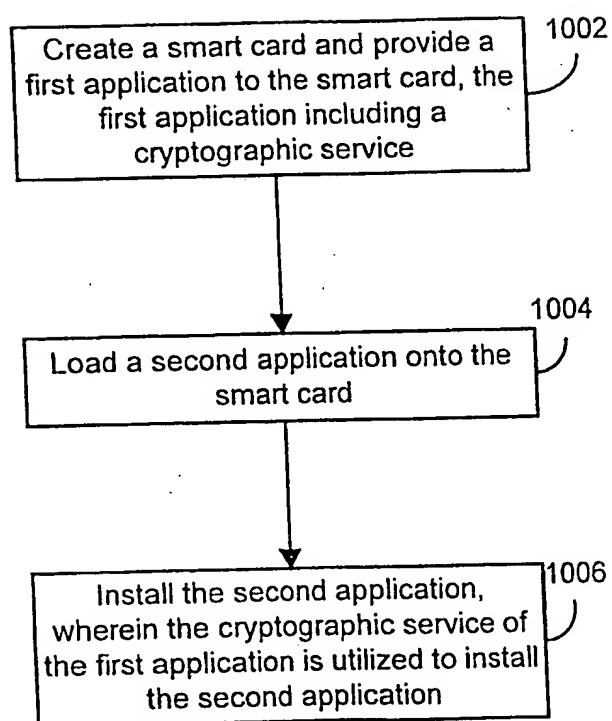 Create a smart card and provide a
first application to the smart card, the
first application including a
cryptographic service
1002
Load a second application onto the
smart card
1004
Install the second application,
wherein the cryptographic service of
the first application is utilized to install
the second application
1006